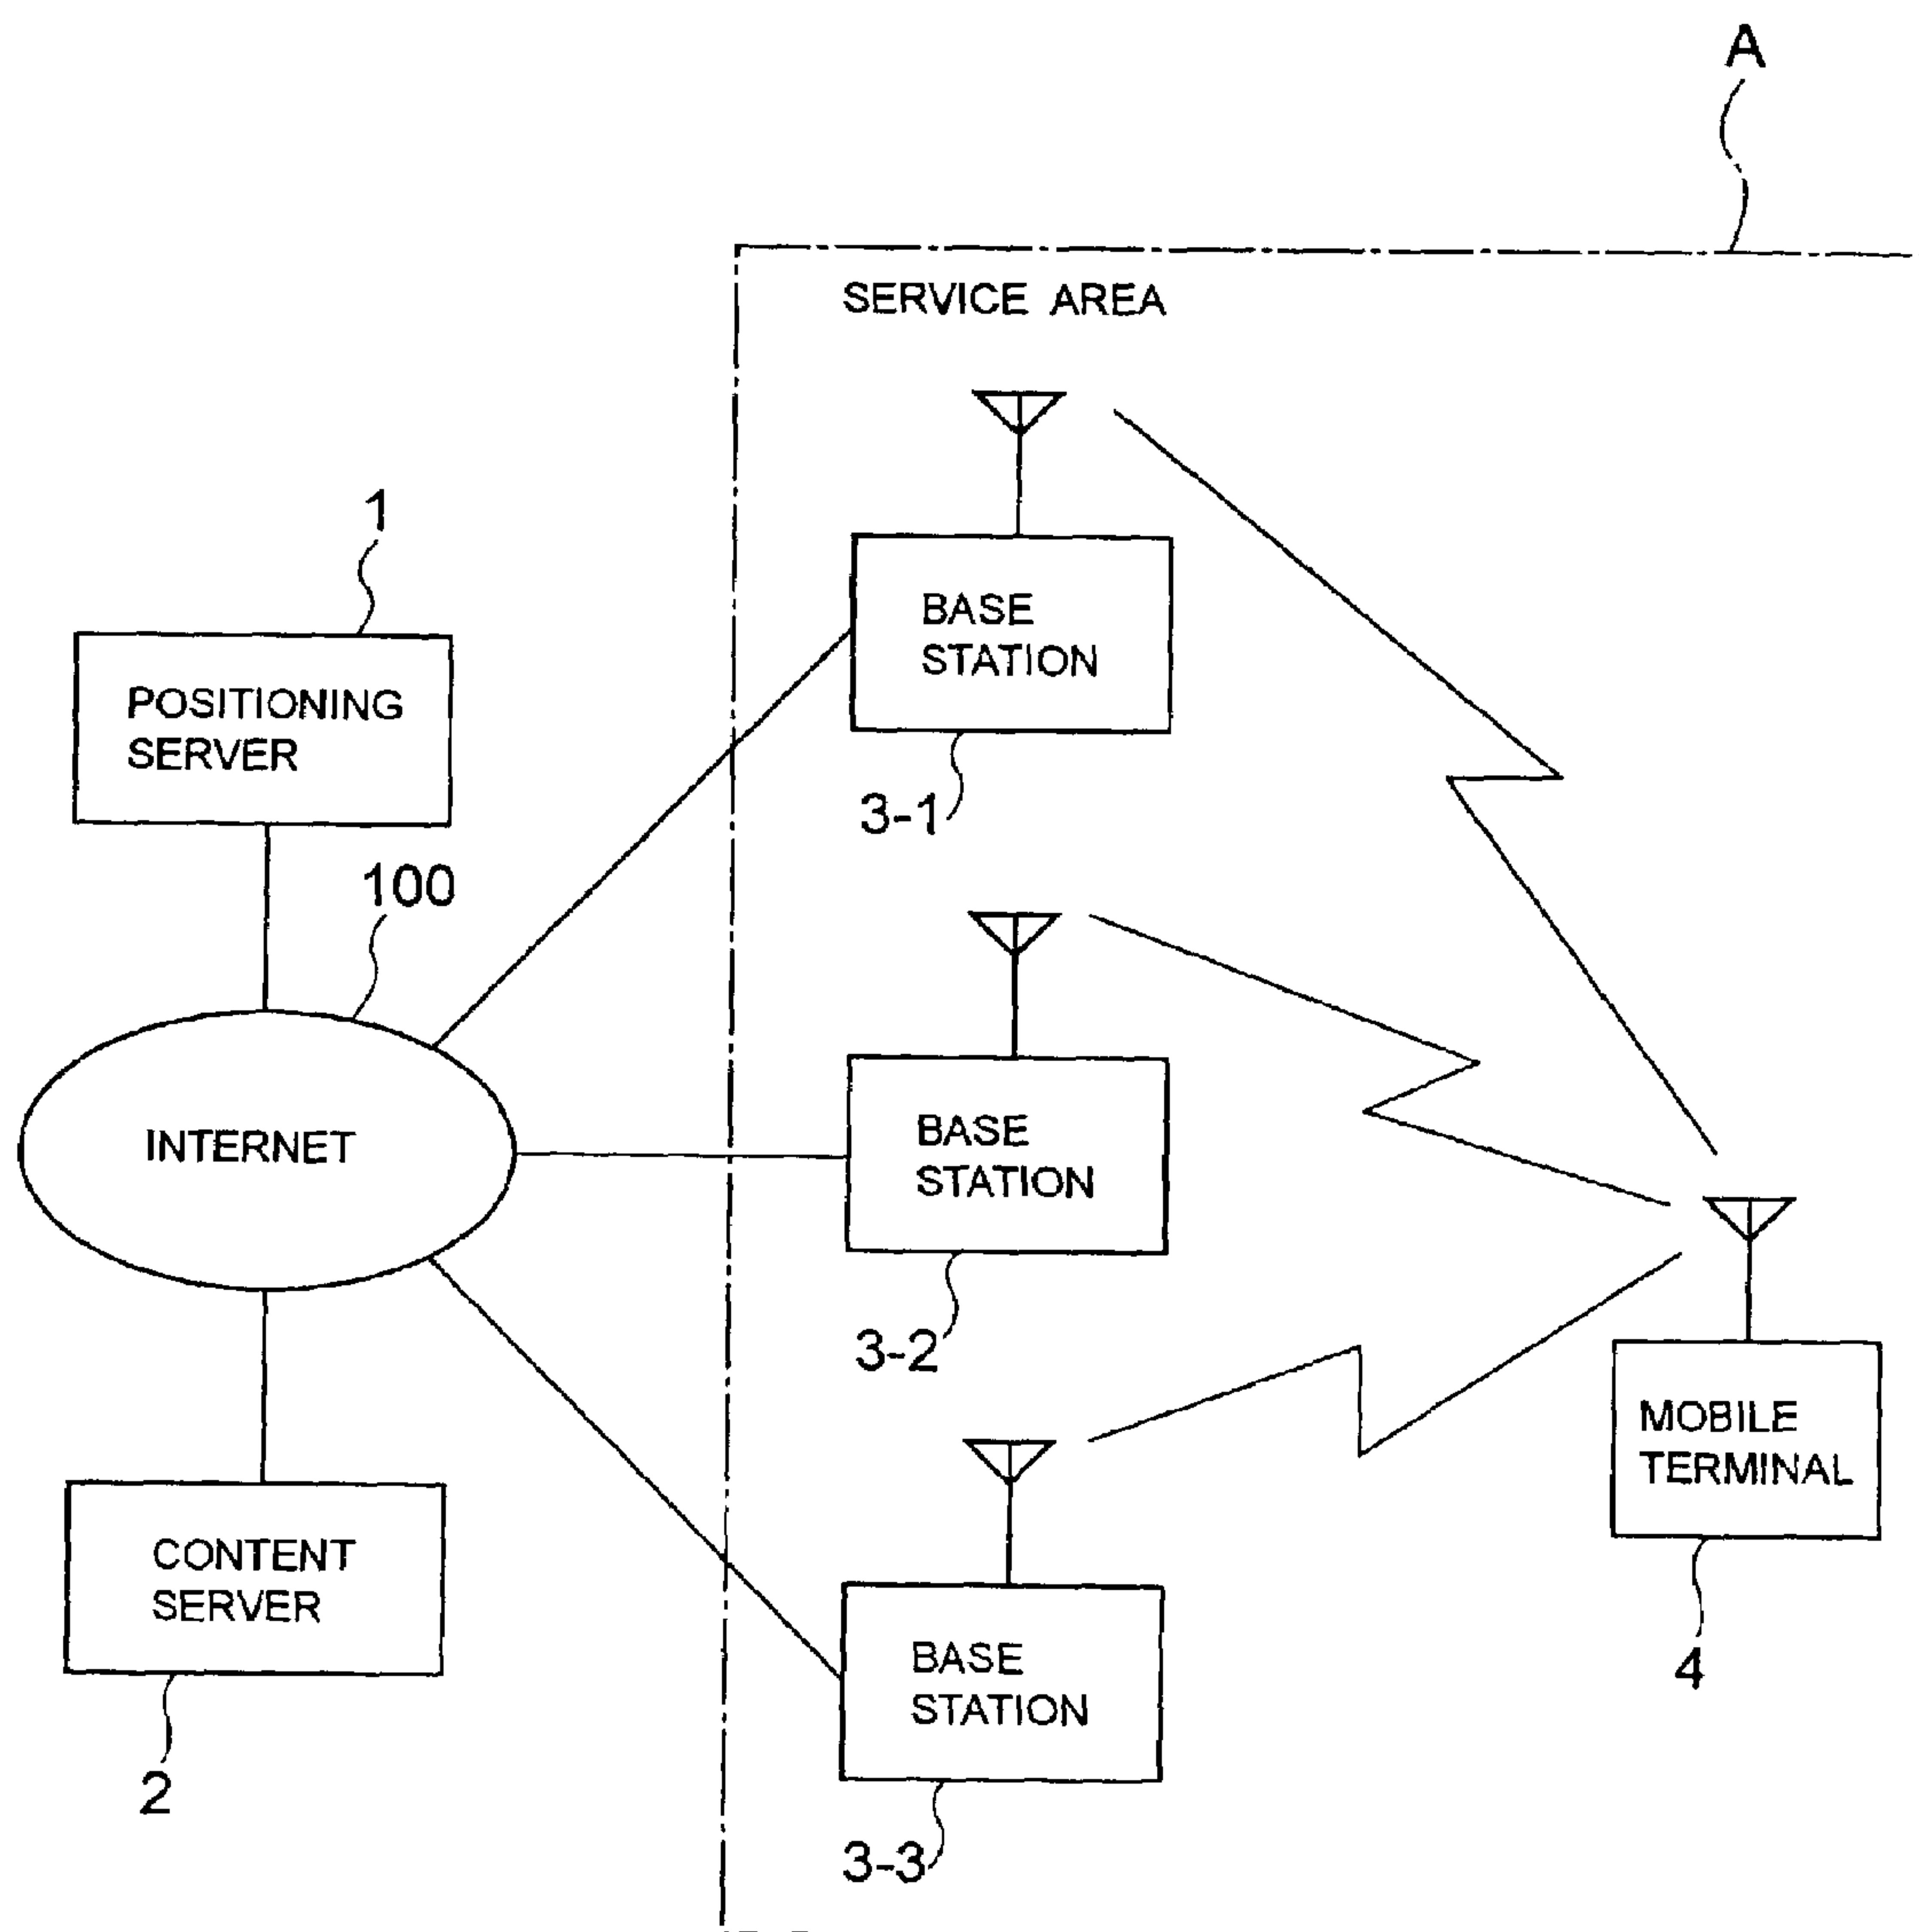 A
SERVICE AREA
1
BASE
STATION
POSITIONING
SERVER
3-1
100
BASE
STATION
INTERNET
3-2
MOBILE
TERMINAL
CONTENT
SERVER
BASE
STATION
4
2
3-3